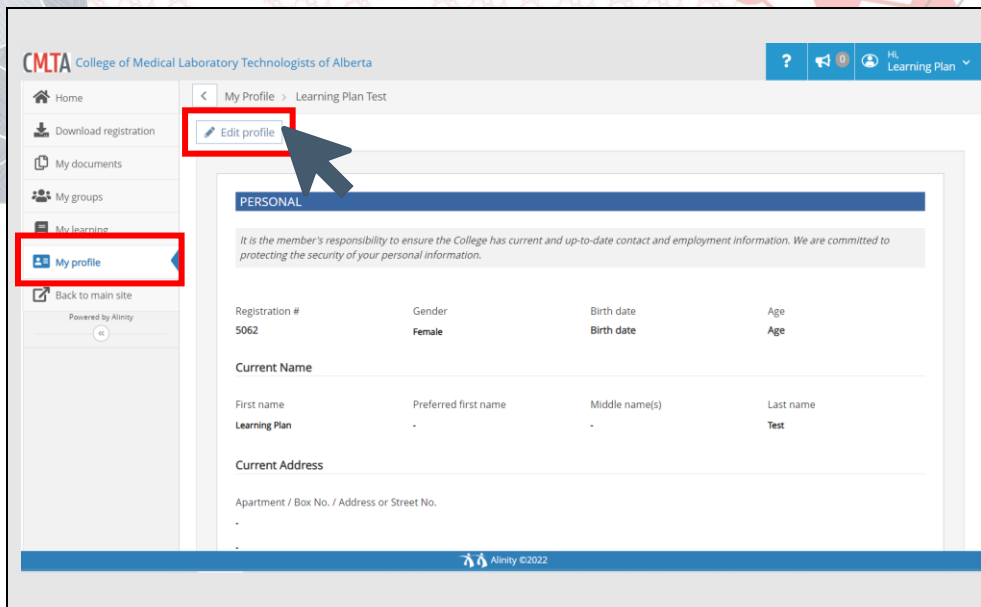 CMTA College of Medical Laboratory Technologists of Alberta
? 0 Hi, Learning Plan
Home
Download registration
My documents
My groups
My learning
My profile
Back to main site
Powered by Alinity
My Profile > Learning Plan Test
Edit profile
PERSONAL
It is the member's responsibility to ensure the College has current and up-to-date contact and employment information. We are committed to
protecting the security of your personal information.
Registration # Gender Birth date Age
5062 Female Birth date Age
Current Name
First name Preferred first name Middle name(s) Last name
Learning Plan - - Test
Current Address
Apartment / Box No. / Address or Street No.
-
-
Alinity ©2022